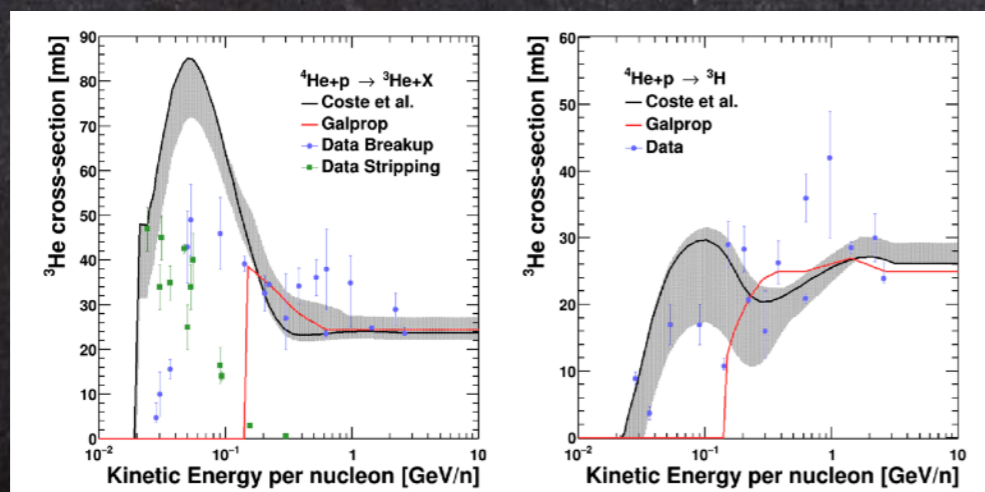 90
80
70
60
50
40
30
20
10
0
³He cross-section [mb]
⁴He+p → ³He+X
Coste et al.
Galprop
Data Breakup
Data Stripping
10⁻²
10⁻¹
1
10
Kinetic Energy per nucleon [GeV/n]
60
50
40
30
20
10
0
³He cross-section [mb]
⁴He+p → ³H
Coste et al.
Galprop
Data
10⁻²
10⁻¹
1
10
Kinetic Energy per nucleon [GeV/n]